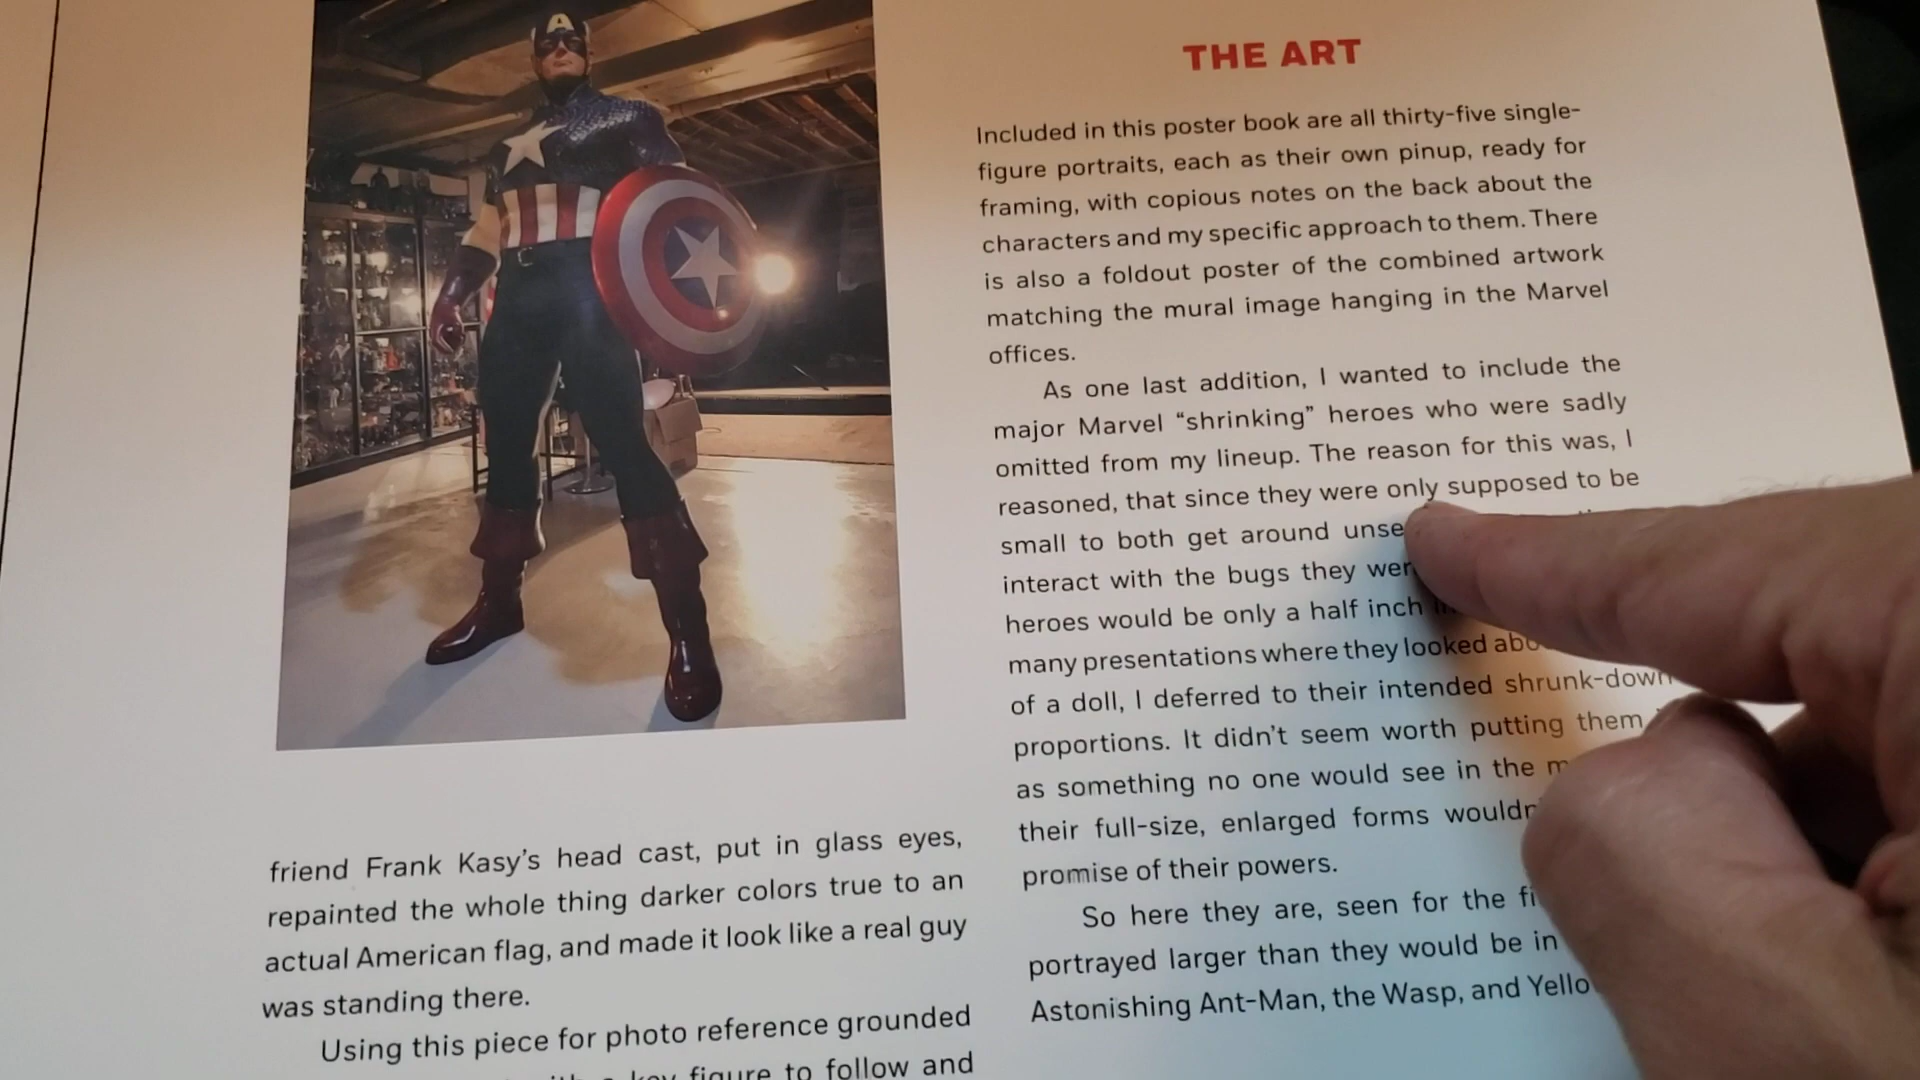 A
friend Frank Kasy’s head cast, put in glass eyes,
repainted the whole thing darker colors true to an
actual American flag, and made it look like a real guy
was standing there.
Using this piece for photo reference grounded
key figure to follow and
THE ART
Included in this poster book are all thirty-five single-
figure portraits, each as their own pinup, ready for
framing, with copious notes on the back about the
characters and my specific approach to them. There
is also a foldout poster of the combined artwork
matching the mural image hanging in the Marvel
offices.
As one last addition, I wanted to include the
major Marvel “shrinking” heroes who were sadly
omitted from my lineup. The reason for this was, I
reasoned, that since they were only supposed to be
small to both get around
interact with the bugs they
heroes would be only a half inch
many presentations where they looked
of a doll, I deferred to their intended shrunk-down
proportions. It didn’t seem worth putting them
as something no one would see in the
their full-size, enlarged forms
promise of their powers.
So here they are, seen for the
portrayed larger than they would be in
Astonishing Ant-Man, the Wasp, and